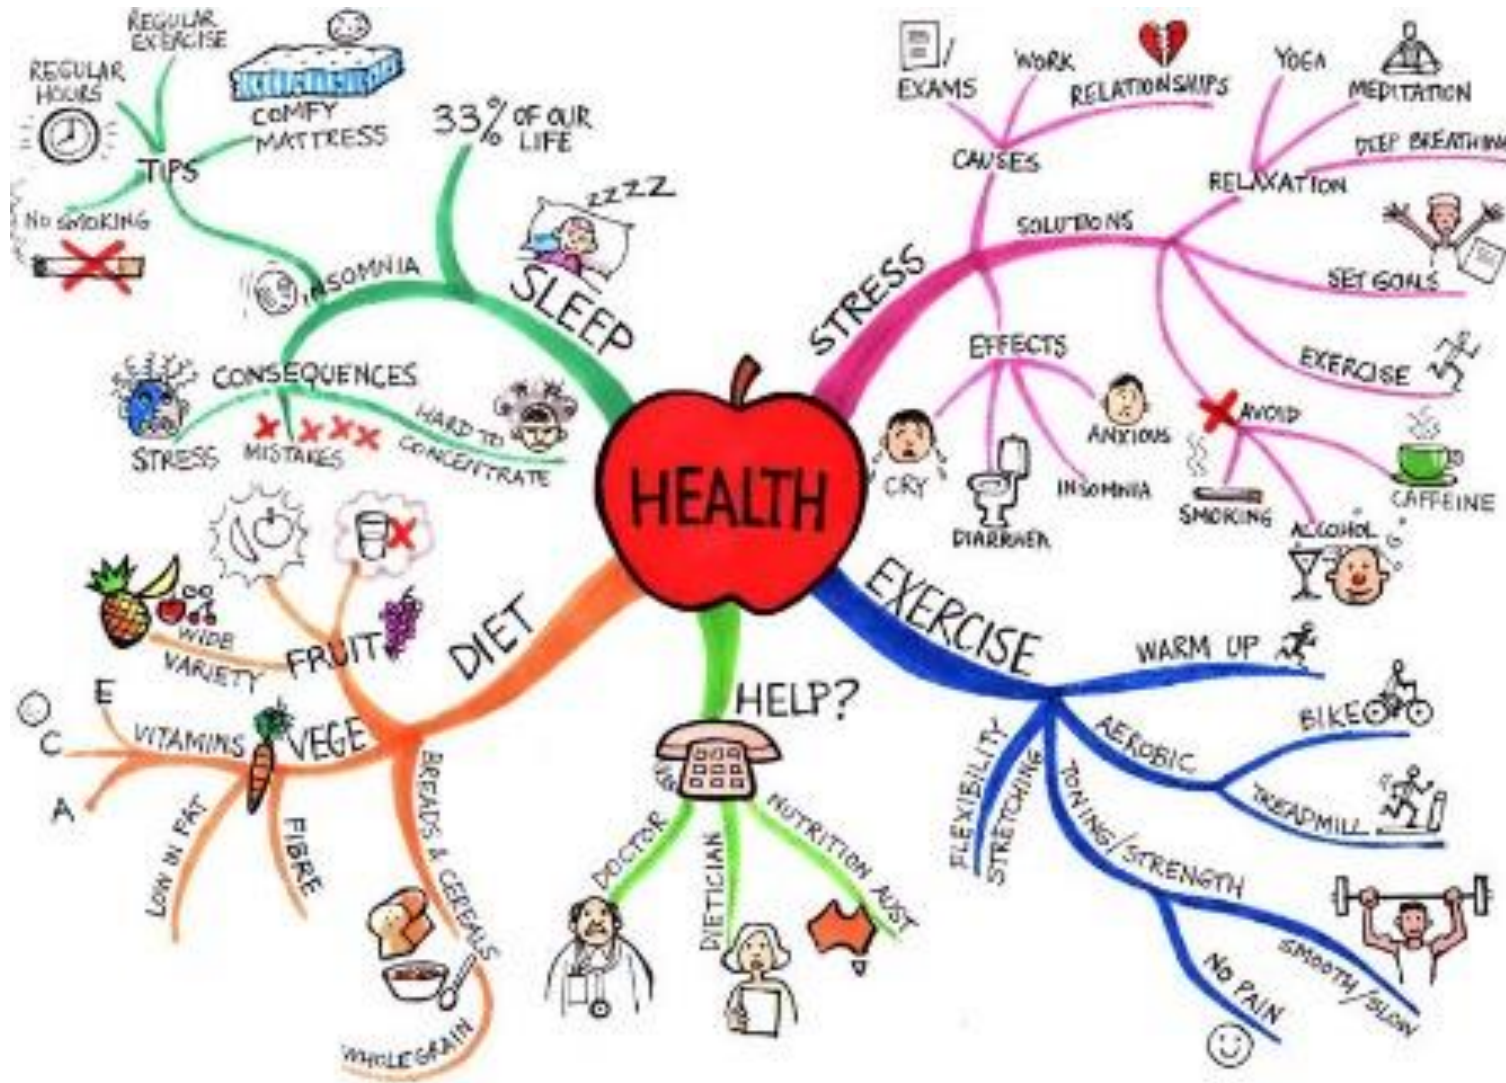 HEALTH
SLEEP
33% OF OUR
LIFE
ZZZZ
INSOMNIA
TIPS
REGULAR
HOURS
REGULAR
EXERCISE
COMFY
MATTRESS
NO SMOKING
CONSEQUENCES
STRESS
MISTAKES
HARD TO
CONCENTRATE
STRESS
CAUSES
EXAMS
WORK
RELATIONSHIPS
SOLUTIONS
RELAXATION
YOGA
MEDITATION
DEEP BREATHING
SET GOALS
EXERCISE
AVOID
SMOKING
ALCOHOL
CAFFEINE
EFFECTS
CRY
DIARRHEA
INSOMNIA
ANXIOUS
EXERCISE
WARM UP
AEROBIC
BIKE
TREADMILL
TONING/STRENGTH
SMOOTH/SLOW
NO PAIN
FLEXIBILITY
STRETCHING
HELP?
DOCTOR
DIETICIAN
NUTRITION AUST
DIET
FRUIT
WIDE
VARIETY
VEGE
VITAMINS
E
C
A
LOW IN FAT
FIBRE
BREADS & CEREALS
WHOLEGRAIN